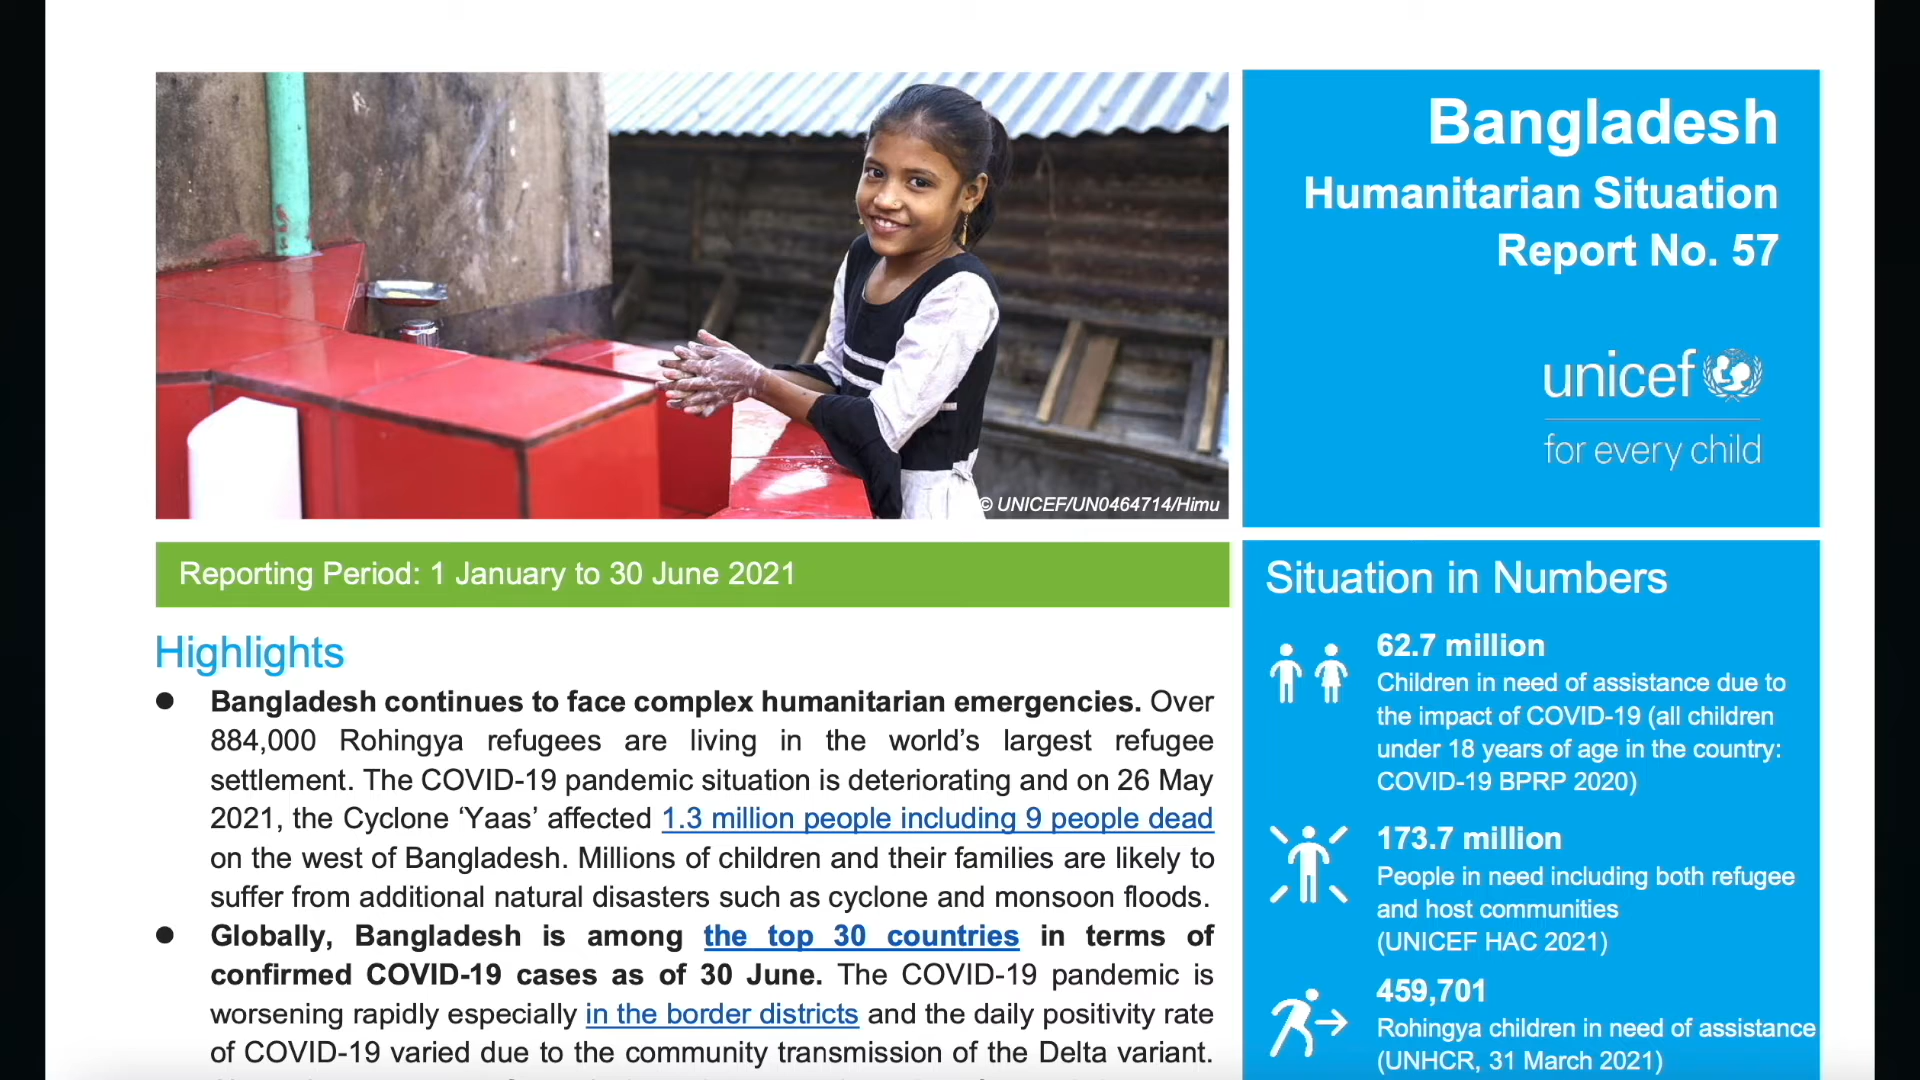 Bangladesh
Humanitarian Situation
Report No. 57
unicef
for every child
© UNICEF/UN0464714/Himu
Reporting Period: 1 January to 30 June 2021
Highlights
● Bangladesh continues to face complex humanitarian emergencies. Over
884,000 Rohingya refugees are living in the world’s largest refugee
settlement. The COVID-19 pandemic situation is deteriorating and on 26 May
2021, the Cyclone ‘Yaas’ affected 1.3 million people including 9 people dead
on the west of Bangladesh. Millions of children and their families are likely to
suffer from additional natural disasters such as cyclone and monsoon floods.
● Globally, Bangladesh is among the top 30 countries in terms of
confirmed COVID-19 cases as of 30 June. The COVID-19 pandemic is
worsening rapidly especially in the border districts and the daily positivity rate
of COVID-19 varied due to the community transmission of the Delta variant.
Situation in Numbers
62.7 million
Children in need of assistance due to
the impact of COVID-19 (all children
under 18 years of age in the country:
COVID-19 BPRP 2020)
173.7 million
People in need including both refugee
and host communities
(UNICEF HAC 2021)
459,701
Rohingya children in need of assistance
(UNHCR, 31 March 2021)